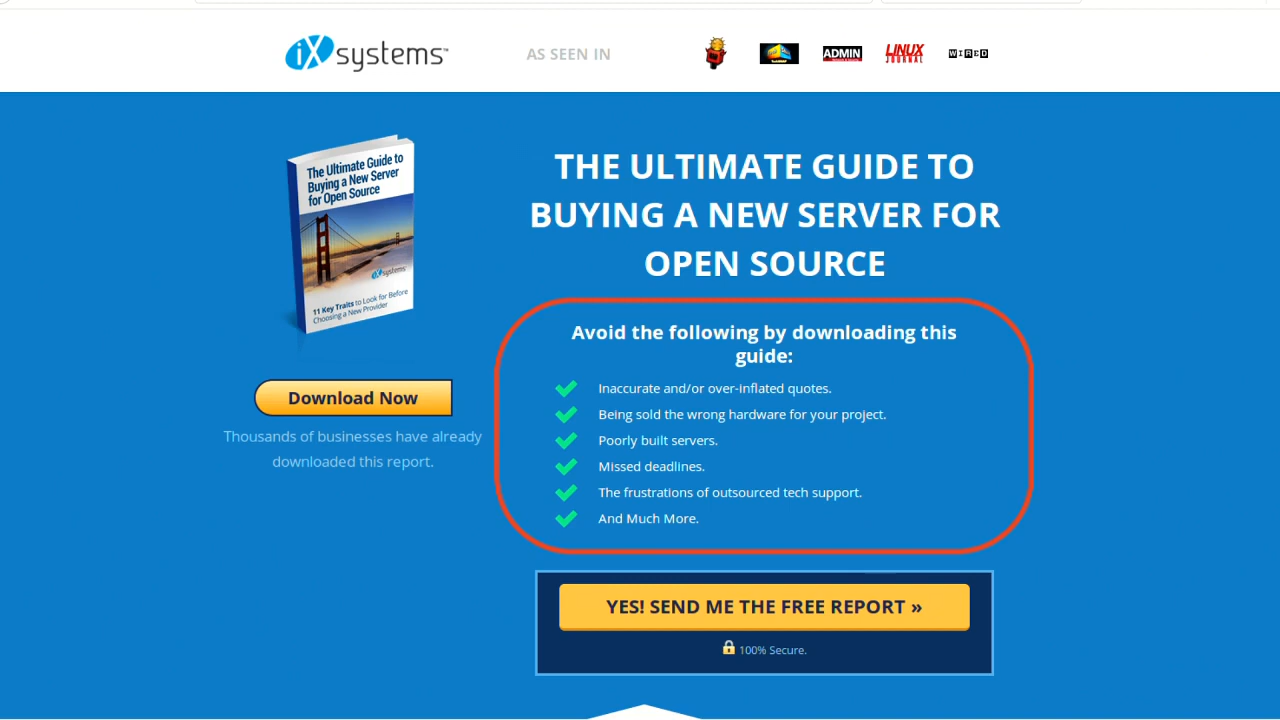 iXsystems™
AS SEEN IN
ADMIN
LINUX
JOURNAL
WIRED
The Ultimate Guide to
Buying a New Server
for Open Source
iXsystems
11 Key Traits to Look for Before
Choosing a New Provider
Download Now
Thousands of businesses have already
downloaded this report.
THE ULTIMATE GUIDE TO
BUYING A NEW SERVER FOR
OPEN SOURCE
Avoid the following by downloading this
guide:
Inaccurate and/or over-inflated quotes.
Being sold the wrong hardware for your project.
Poorly built servers.
Missed deadlines.
The frustrations of outsourced tech support.
And Much More.
YES! SEND ME THE FREE REPORT »
100% Secure.